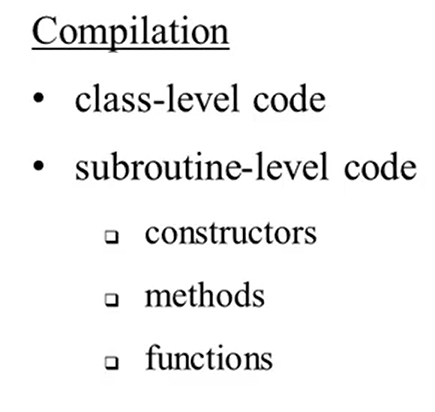 Compilation
• class-level code
• subroutine-level code
❑ constructors
❑ methods
❑ functions